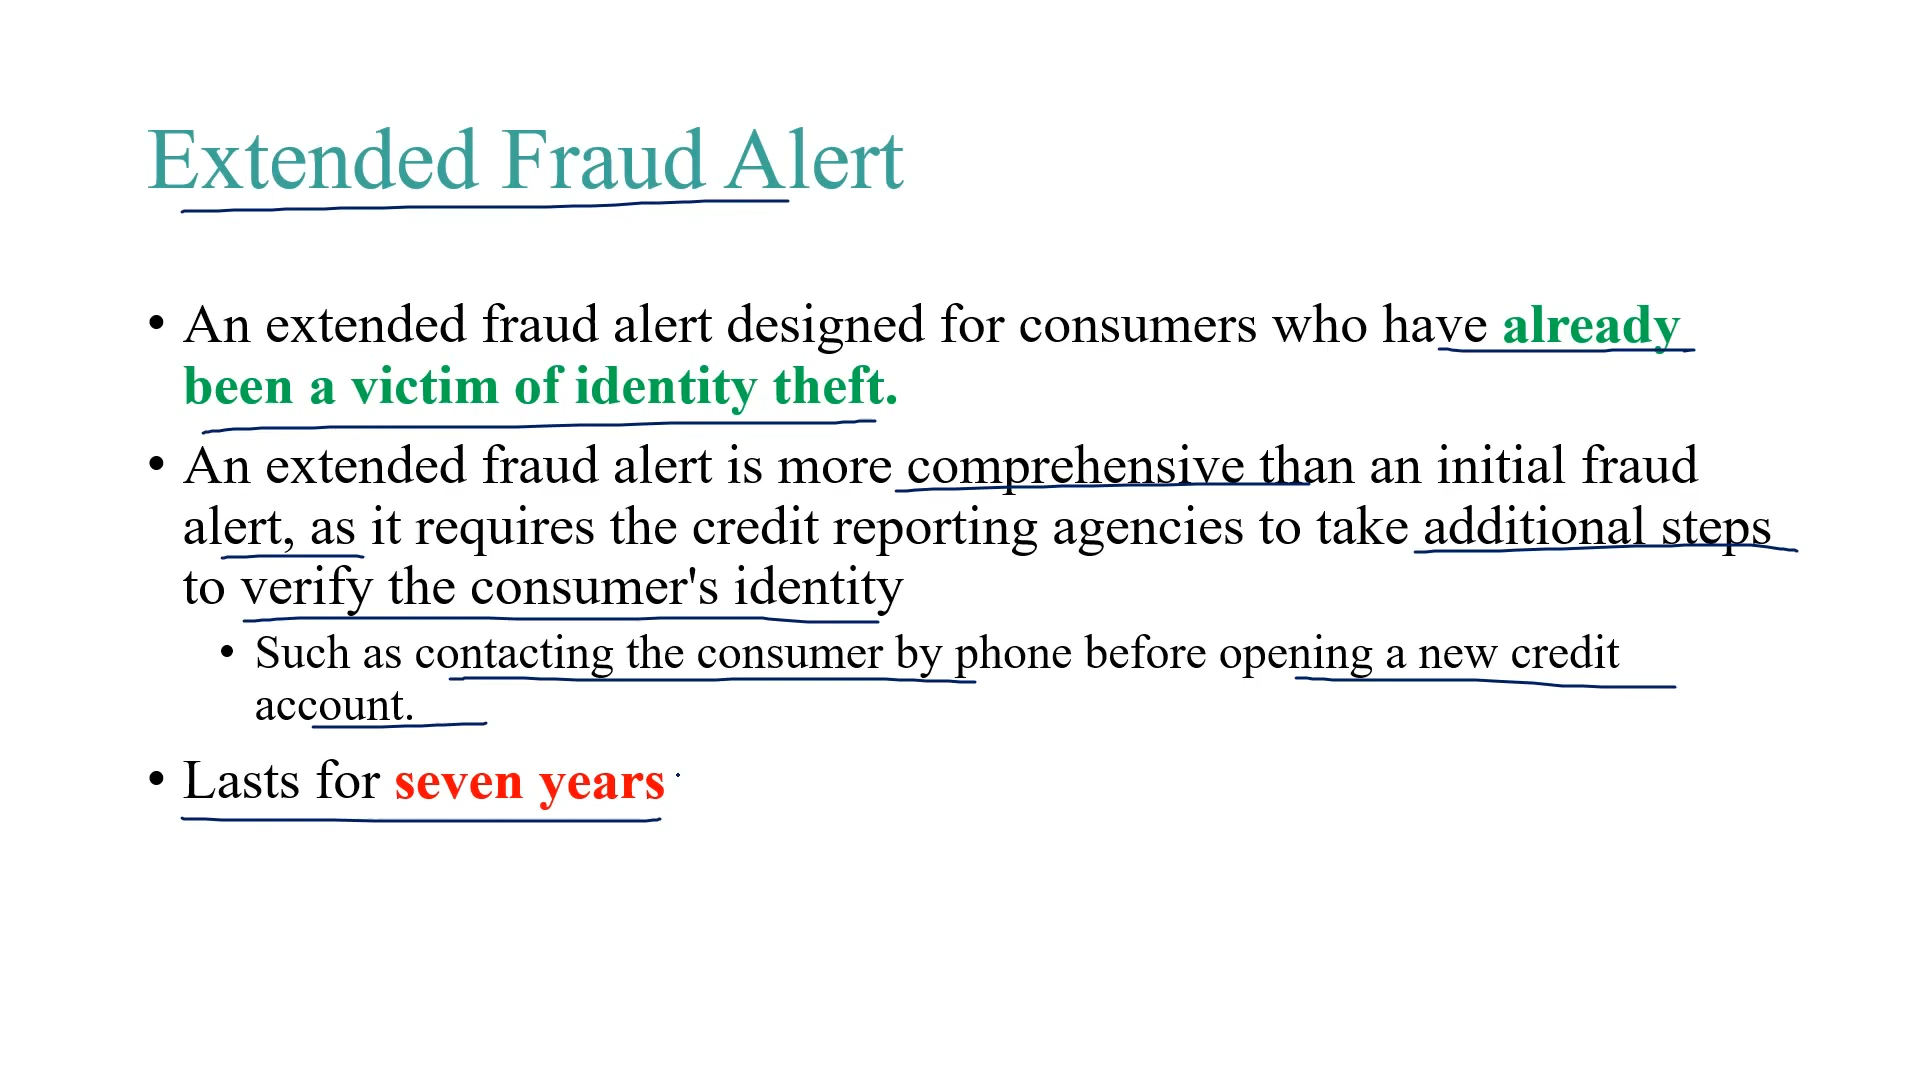 Extended Fraud Alert
• An extended fraud alert designed for consumers who have already
been a victim of identity theft.
• An extended fraud alert is more comprehensive than an initial fraud
alert, as it requires the credit reporting agencies to take additional steps
to verify the consumer's identity
• Such as contacting the consumer by phone before opening a new credit
account.
• Lasts for seven years